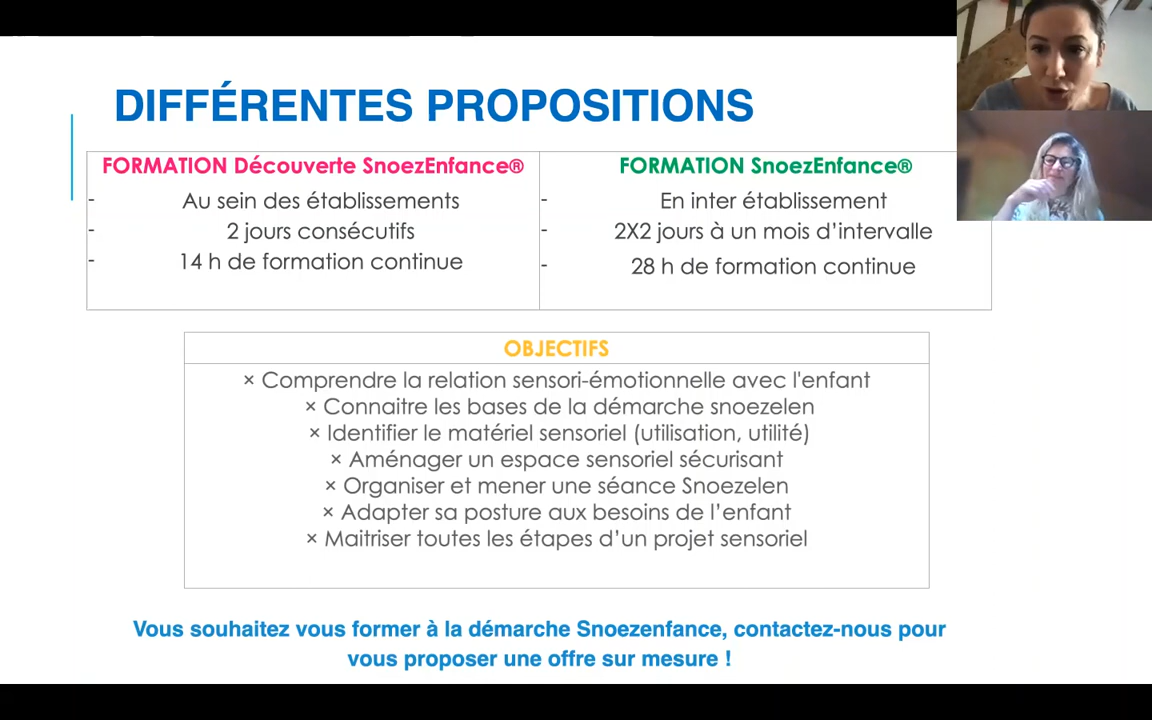 DIFFÉRENTES PROPOSITIONS
FORMATION Découverte SnoezEnfance®
- Au sein des établissements
- 2 jours consécutifs
- 14 h de formation continue
FORMATION SnoezEnfance®
- En inter établissement
- 2X2 jours à un mois d’intervalle
- 28 h de formation continue
OBJECTIFS
× Comprendre la relation sensori-émotionnelle avec l'enfant
× Connaitre les bases de la démarche snoezelen
× Identifier le matériel sensoriel (utilisation, utilité)
× Aménager un espace sensoriel sécurisant
× Organiser et mener une séance Snoezelen
× Adapter sa posture aux besoins de l’enfant
× Maitriser toutes les étapes d’un projet sensoriel
Vous souhaitez vous former à la démarche Snoezenfance, contactez-nous pour
vous proposer une offre sur mesure !